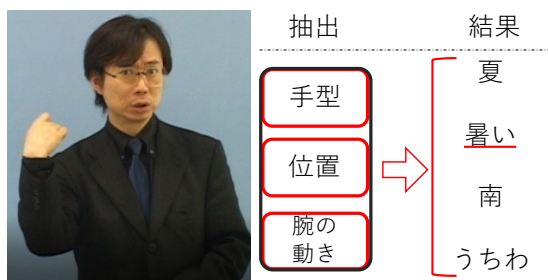 抽出
結果
手型
位置
腕の
動き
夏
暑い
南
うちわ